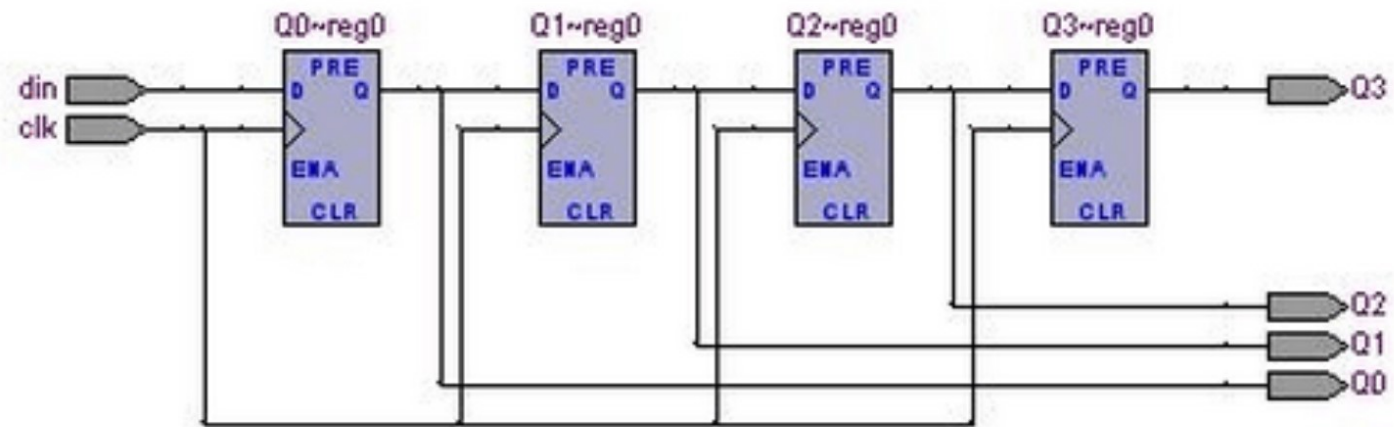 Q0~reg0 Q1~reg0 Q2~reg0 Q3~reg0
PRE PRE PRE PRE
din D Q D Q D Q D Q Q3
clk
ENA ENA ENA ENA
CLR CLR CLR CLR
Q2
Q1
Q0